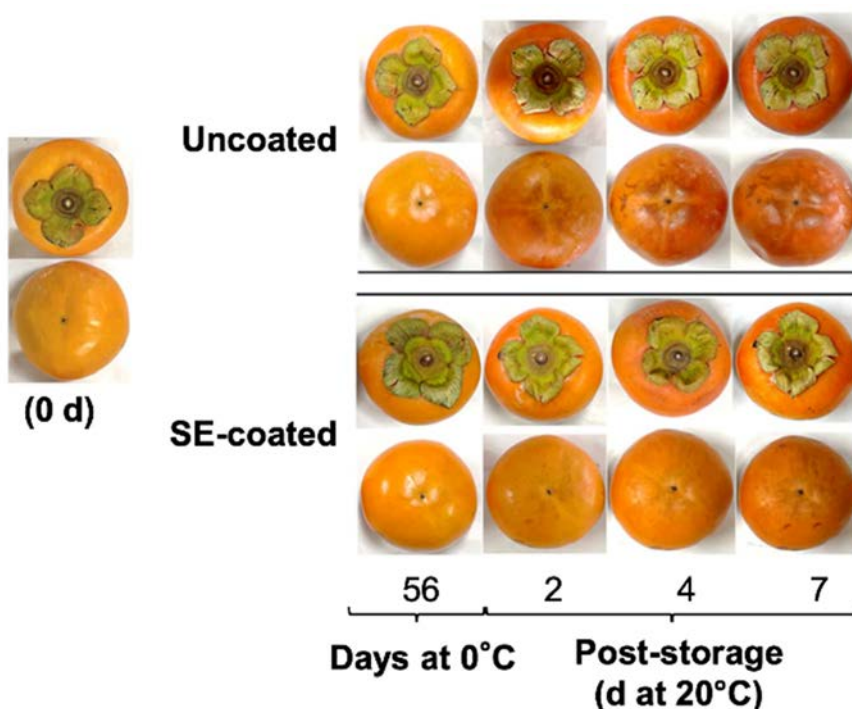 Uncoated
(0 d)
SE-coated
56 2 4 7
Days at 0°C
Post-storage
(d at 20°C)